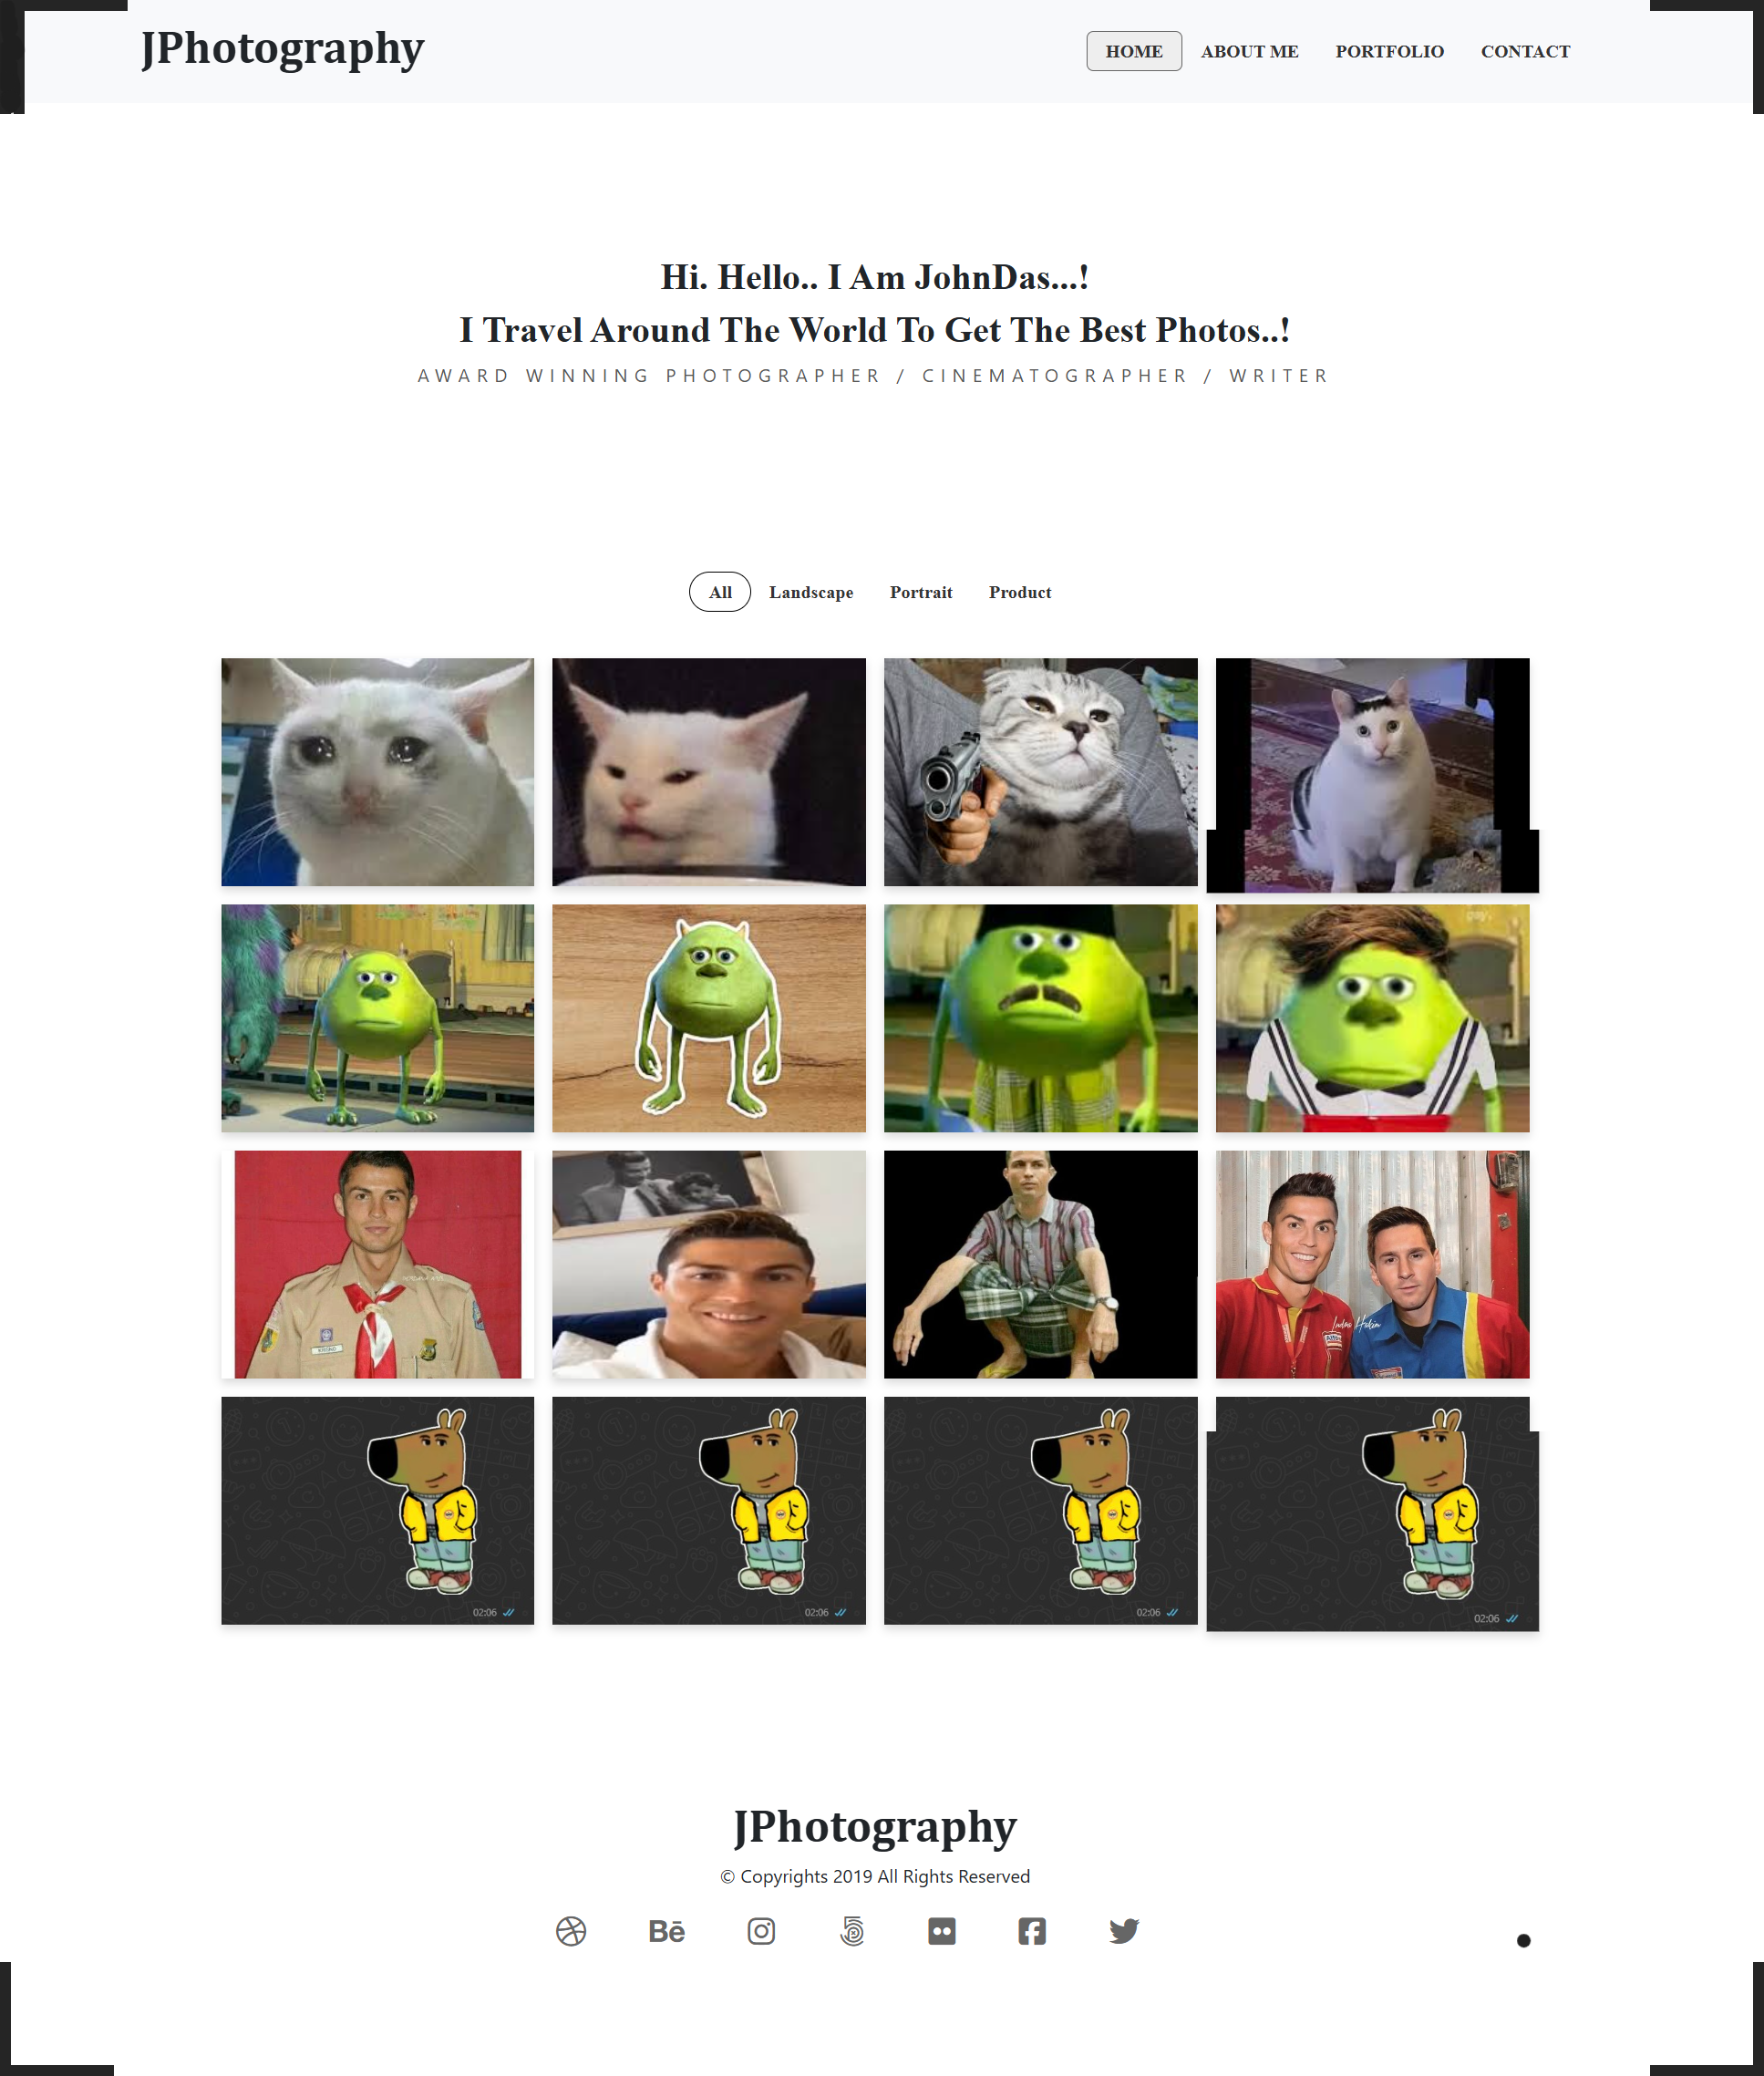 JPhotography
HOME ABOUT ME PORTFOLIO CONTACT
Hi. Hello.. I Am JohnDas...!
I Travel Around The World To Get The Best Photos..!
AWARD WINNING PHOTOGRAPHER / CINEMATOGRAPHER / WRITER
All Landscape Portrait Product
02:06 02:06 02:06 02:06
JPhotography
© Copyrights 2019 All Rights Reserved
Bē